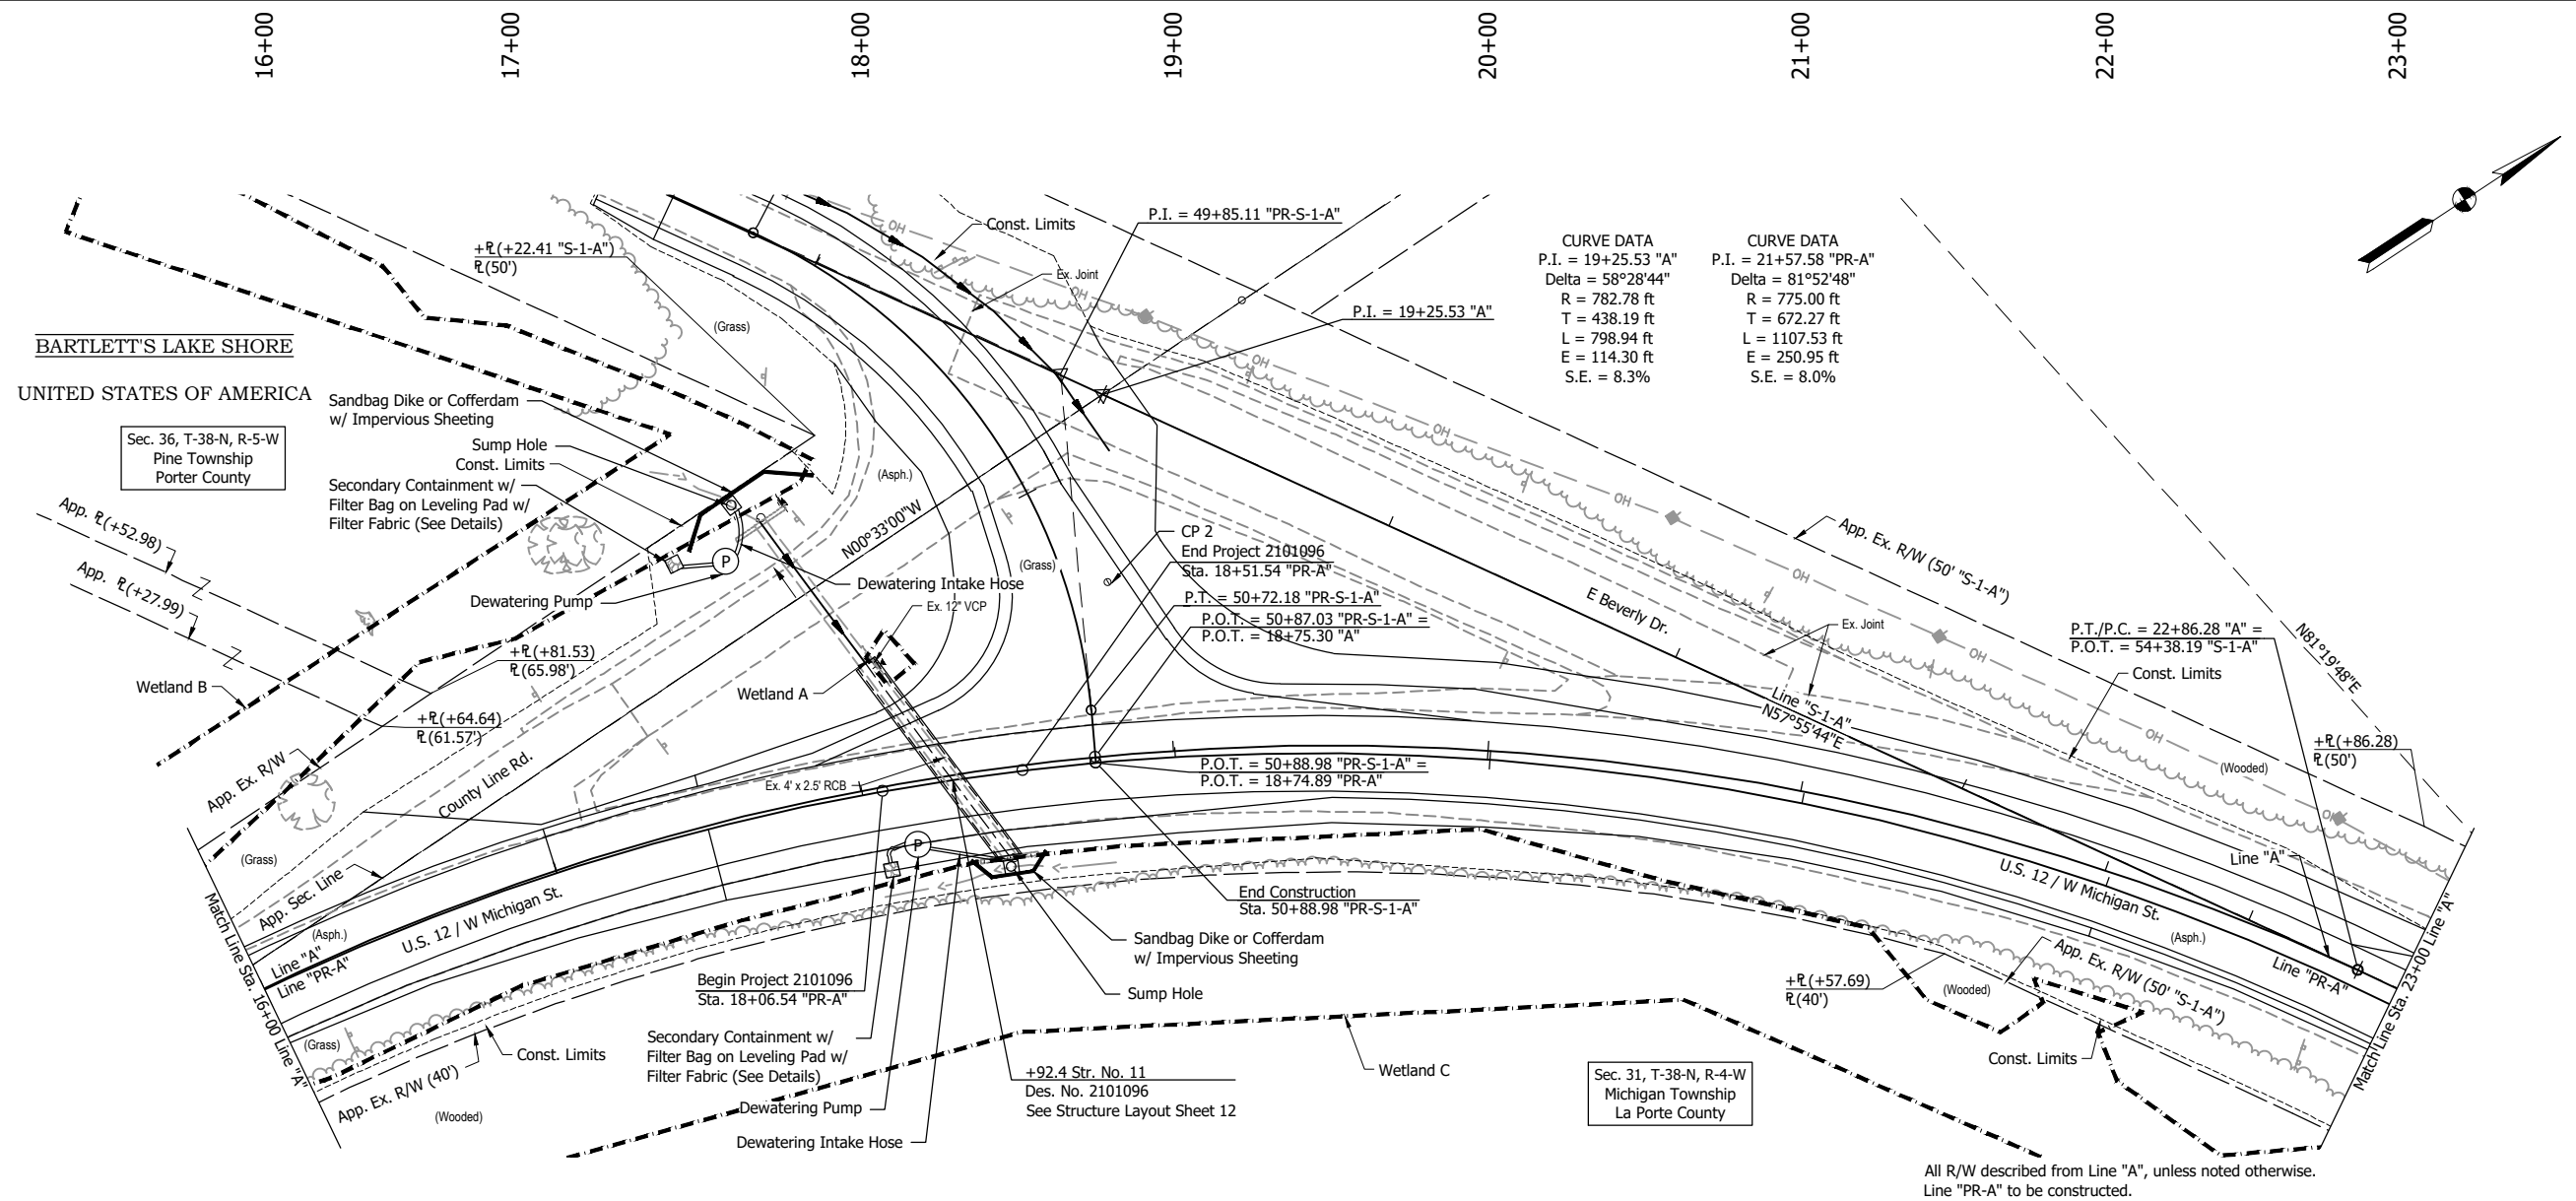 16+00
17+00
18+00
19+00
20+00
21+00
22+00
23+00
BARTLETT'S LAKE SHORE
UNITED STATES OF AMERICA
Sec. 36, T-38-N, R-5-W
Pine Township
Porter County
+℄(+22.41 "S-1-A")
℄(50')
(Grass)
Sandbag Dike or Cofferdam
w/ Impervious Sheeting
Sump Hole
Const. Limits
Secondary Containment w/
Filter Bag on Leveling Pad w/
Filter Fabric (See Details)
App. ℄(+52.98)
App. ℄(+27.99)
P
Dewatering Pump
Dewatering Intake Hose
Ex. 12" VCP
+℄(+81.53)
℄(65.98')
+℄(+64.64)
℄(61.57')
Wetland B
Wetland A
App. Ex. R/W
County Line Rd.
N00°33'00"W
(Asph.)
(Grass)
Const. Limits
Ex. Joint
OH
OH
OH
OH
OH
OH
OH
OH
P.I. = 49+85.11 "PR-S-1-A"
P.I. = 19+25.53 "A"
CURVE DATA
P.I. = 19+25.53 "A"
Delta = 58°28'44"
R = 782.78 ft
T = 438.19 ft
L = 798.94 ft
E = 114.30 ft
S.E. = 8.3%
CURVE DATA
P.I. = 21+57.58 "PR-A"
Delta = 81°52'48"
R = 775.00 ft
T = 672.27 ft
L = 1107.53 ft
E = 250.95 ft
S.E. = 8.0%
CP 2
End Project 2101096
Sta. 18+51.54 "PR-A"
P.T. = 50+72.18 "PR-S-1-A"
P.O.T. = 50+87.03 "PR-S-1-A" =
P.O.T. = 18+75.30 "A"
P.O.T. = 50+88.98 "PR-S-1-A" =
P.O.T. = 18+74.89 "PR-A"
App. Ex. R/W (50' "S-1-A")
E Beverly Dr.
Ex. Joint
Line "S-1-A"
N57°55'44"E
P.T./P.C. = 22+86.28 "A" =
P.O.T. = 54+38.19 "S-1-A"
Const. Limits
N81°19'48"E
+℄(+86.28)
℄(50')
(Wooded)
Ex. 4' x 2.5' RCB
P
(Grass)
App. Sec. Line
(Asph.)
U.S. 12 / W Michigan St.
Line "A"
Line "PR-A"
Match Line Sta. 16+00 Line "A"
(Grass)
App. Ex. R/W (40')
Const. Limits
(Wooded)
Begin Project 2101096
Sta. 18+06.54 "PR-A"
Secondary Containment w/
Filter Bag on Leveling Pad w/
Filter Fabric (See Details)
Dewatering Pump
Dewatering Intake Hose
+92.4 Str. No. 11
Des. No. 2101096
See Structure Layout Sheet 12
End Construction
Sta. 50+88.98 "PR-S-1-A"
Sandbag Dike or Cofferdam
w/ Impervious Sheeting
Sump Hole
Wetland C
Sec. 31, T-38-N, R-4-W
Michigan Township
La Porte County
+℄(+57.69)
℄(40')
(Wooded)
App. Ex. R/W (50' "S-1-A")
Const. Limits
Line "A"
U.S. 12 / W Michigan St.
(Asph.)
Line "PR-A"
Match Line Sta. 23+00 Line "A"
All R/W described from Line "A", unless noted otherwise.
Line "PR-A" to be constructed.